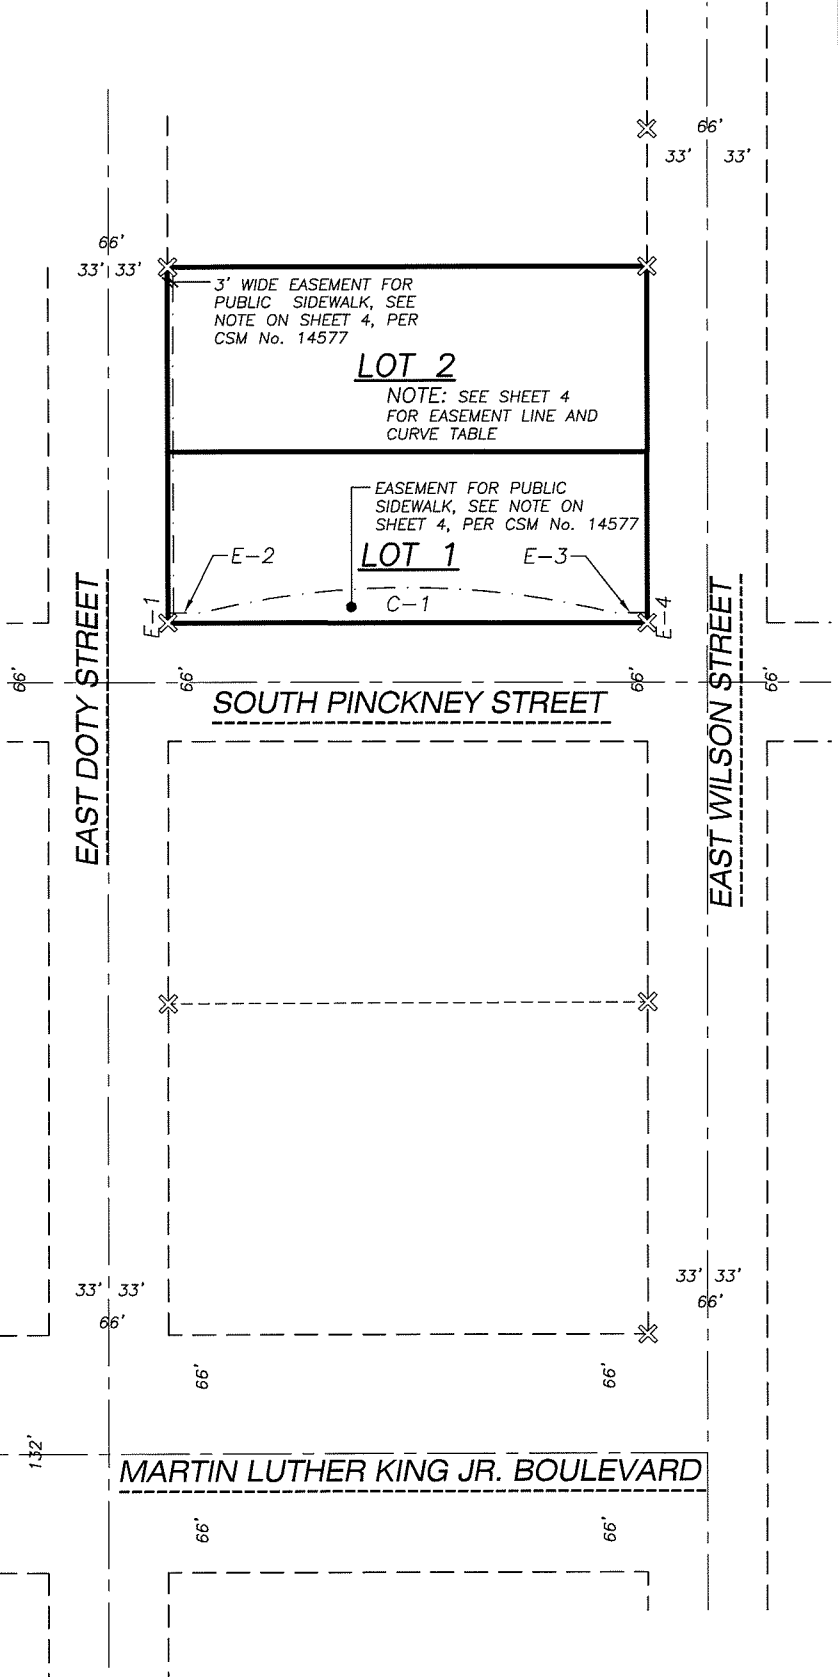 66'
33' 33'
66'
33' 33'
3' WIDE EASEMENT FOR
PUBLIC SIDEWALK, SEE
NOTE ON SHEET 4, PER
CSM No. 14577
LOT 2
NOTE: SEE SHEET 4
FOR EASEMENT LINE AND
CURVE TABLE
EASEMENT FOR PUBLIC
SIDEWALK, SEE NOTE ON
SHEET 4, PER CSM No. 14577
LOT 1
E-2
E-3
C-1
E-1
E-4
EAST DOTY STREET
EAST WILSON STREET
66'
66'
66'
66'
SOUTH PINCKNEY STREET
33' 33'
66'
33' 33'
66'
66'
66'
132'
MARTIN LUTHER KING JR. BOULEVARD
66'
66'